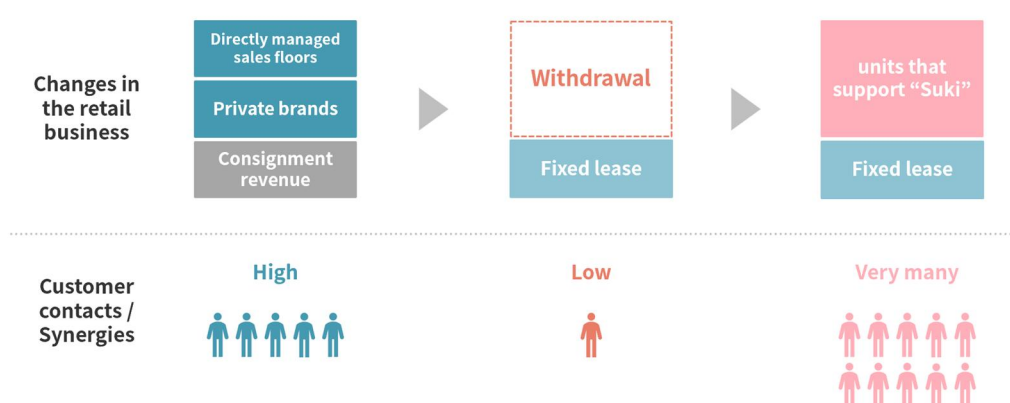 Changes in
the retail
business
Directly managed
sales floors
Private brands
Consignment
revenue
Withdrawal
Fixed lease
units that
support “Suki”
Fixed lease
Customer
contacts /
Synergies
High
Low
Very many